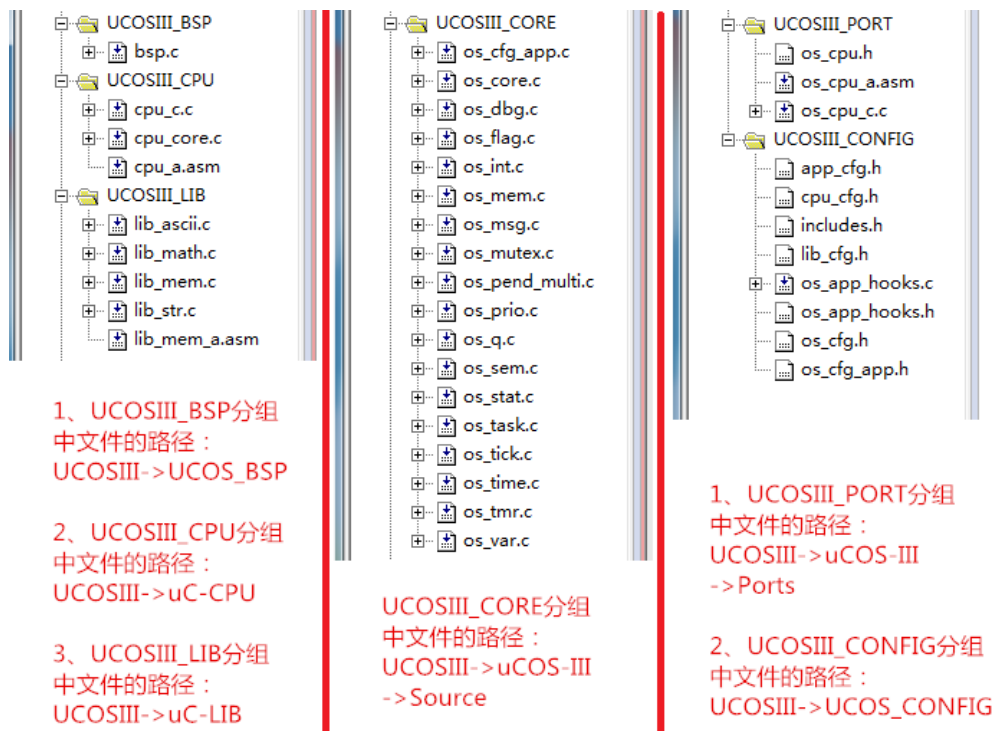 UCOSIII_BSP
bsp.c
UCOSIII_CPU
cpu_c.c
cpu_core.c
cpu_a.asm
UCOSIII_LIB
lib_ascii.c
lib_math.c
lib_mem.c
lib_str.c
lib_mem_a.asm
1、UCOSIII_BSP分组
中文件的路径：
UCOSIII->UCOS_BSP
2、UCOSIII_CPU分组
中文件的路径：
UCOSIII->uC-CPU
3、UCOSIII_LIB分组
中文件的路径：
UCOSIII->uC-LIB
UCOSIII_CORE
os_cfg_app.c
os_core.c
os_dbg.c
os_flag.c
os_int.c
os_mem.c
os_msg.c
os_mutex.c
os_pend_multi.c
os_prio.c
os_q.c
os_sem.c
os_stat.c
os_task.c
os_tick.c
os_time.c
os_tmr.c
os_var.c
UCOSIII_CORE分组
中文件的路径：
UCOSIII->uCOS-III
->Source
UCOSIII_PORT
os_cpu.h
os_cpu_a.asm
os_cpu_c.c
UCOSIII_CONFIG
app_cfg.h
cpu_cfg.h
includes.h
lib_cfg.h
os_app_hooks.c
os_app_hooks.h
os_cfg.h
os_cfg_app.h
1、UCOSIII_PORT分组
中文件的路径：
UCOSIII->uCOS-III
->Ports
2、UCOSIII_CONFIG分组
中文件的路径：
UCOSIII->UCOS_CONFIG